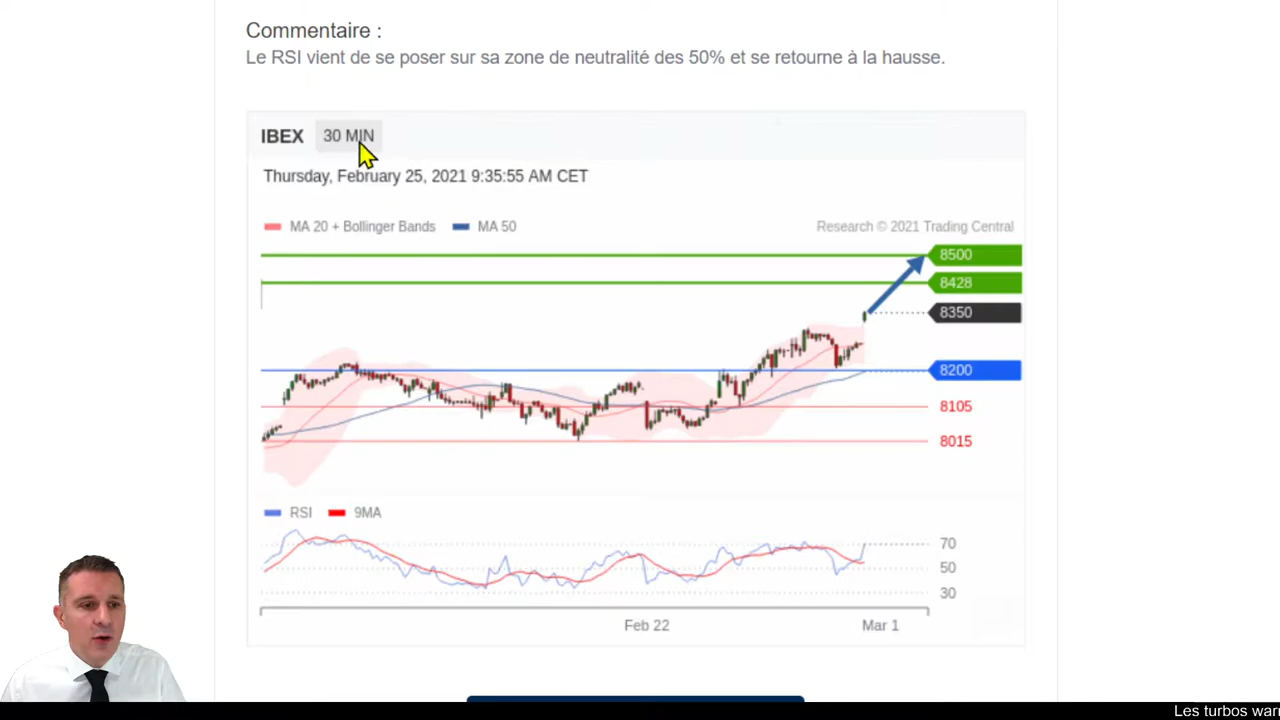 Commentaire :
Le RSI vient de se poser sur sa zone de neutralité des 50% et se retourne à la hausse.
IBEX 30 MIN
Thursday, February 25, 2021 9:35:55 AM CET
MA 20 + Bollinger Bands MA 50 Research © 2021 Trading Central
8500
8428
8350
8200
8105
8015
RSI 9MA
70
50
30
Feb 22 Mar 1
Les turbos